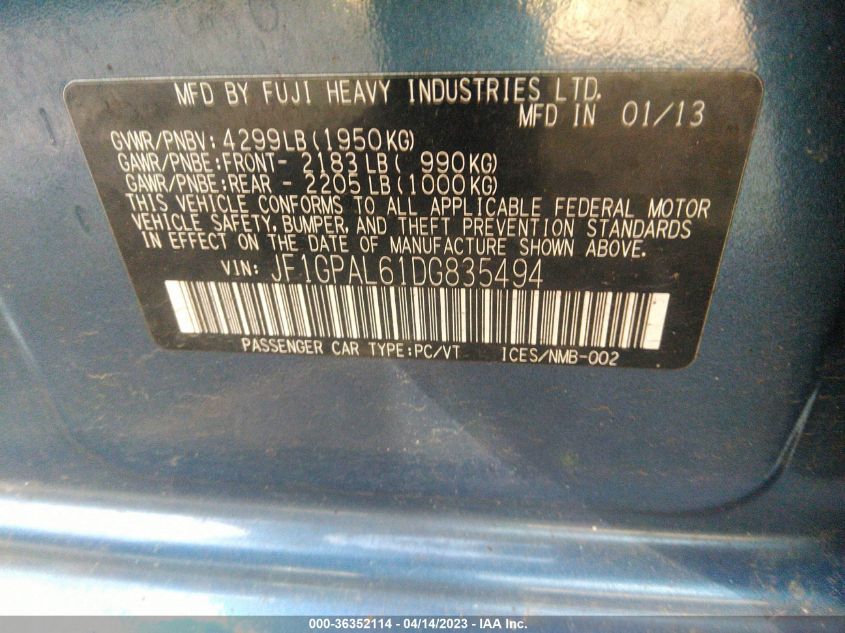 MFD BY FUJI HEAVY INDUSTRIES LTD.
MFD IN 01/13
GVWR/PNBV: 4299LB(1950KG)
GAWR/PNBE:FRONT- 2183LB( 990KG)
GAWR/PNBE:REAR - 2205LB(1000KG)
THIS VEHICLE CONFORMS TO ALL APPLICABLE FEDERAL MOTOR
VEHICLE SAFETY, BUMPER, AND THEFT PREVENTION STANDARDS
IN EFFECT ON THE DATE OF MANUFACTURE SHOWN ABOVE.
VIN: JF1GPAL61DG835494
PASSENGER CAR TYPE:PC/VT ICES/NMB-002
000-36352114 - 04/14/2023 - IAA Inc.